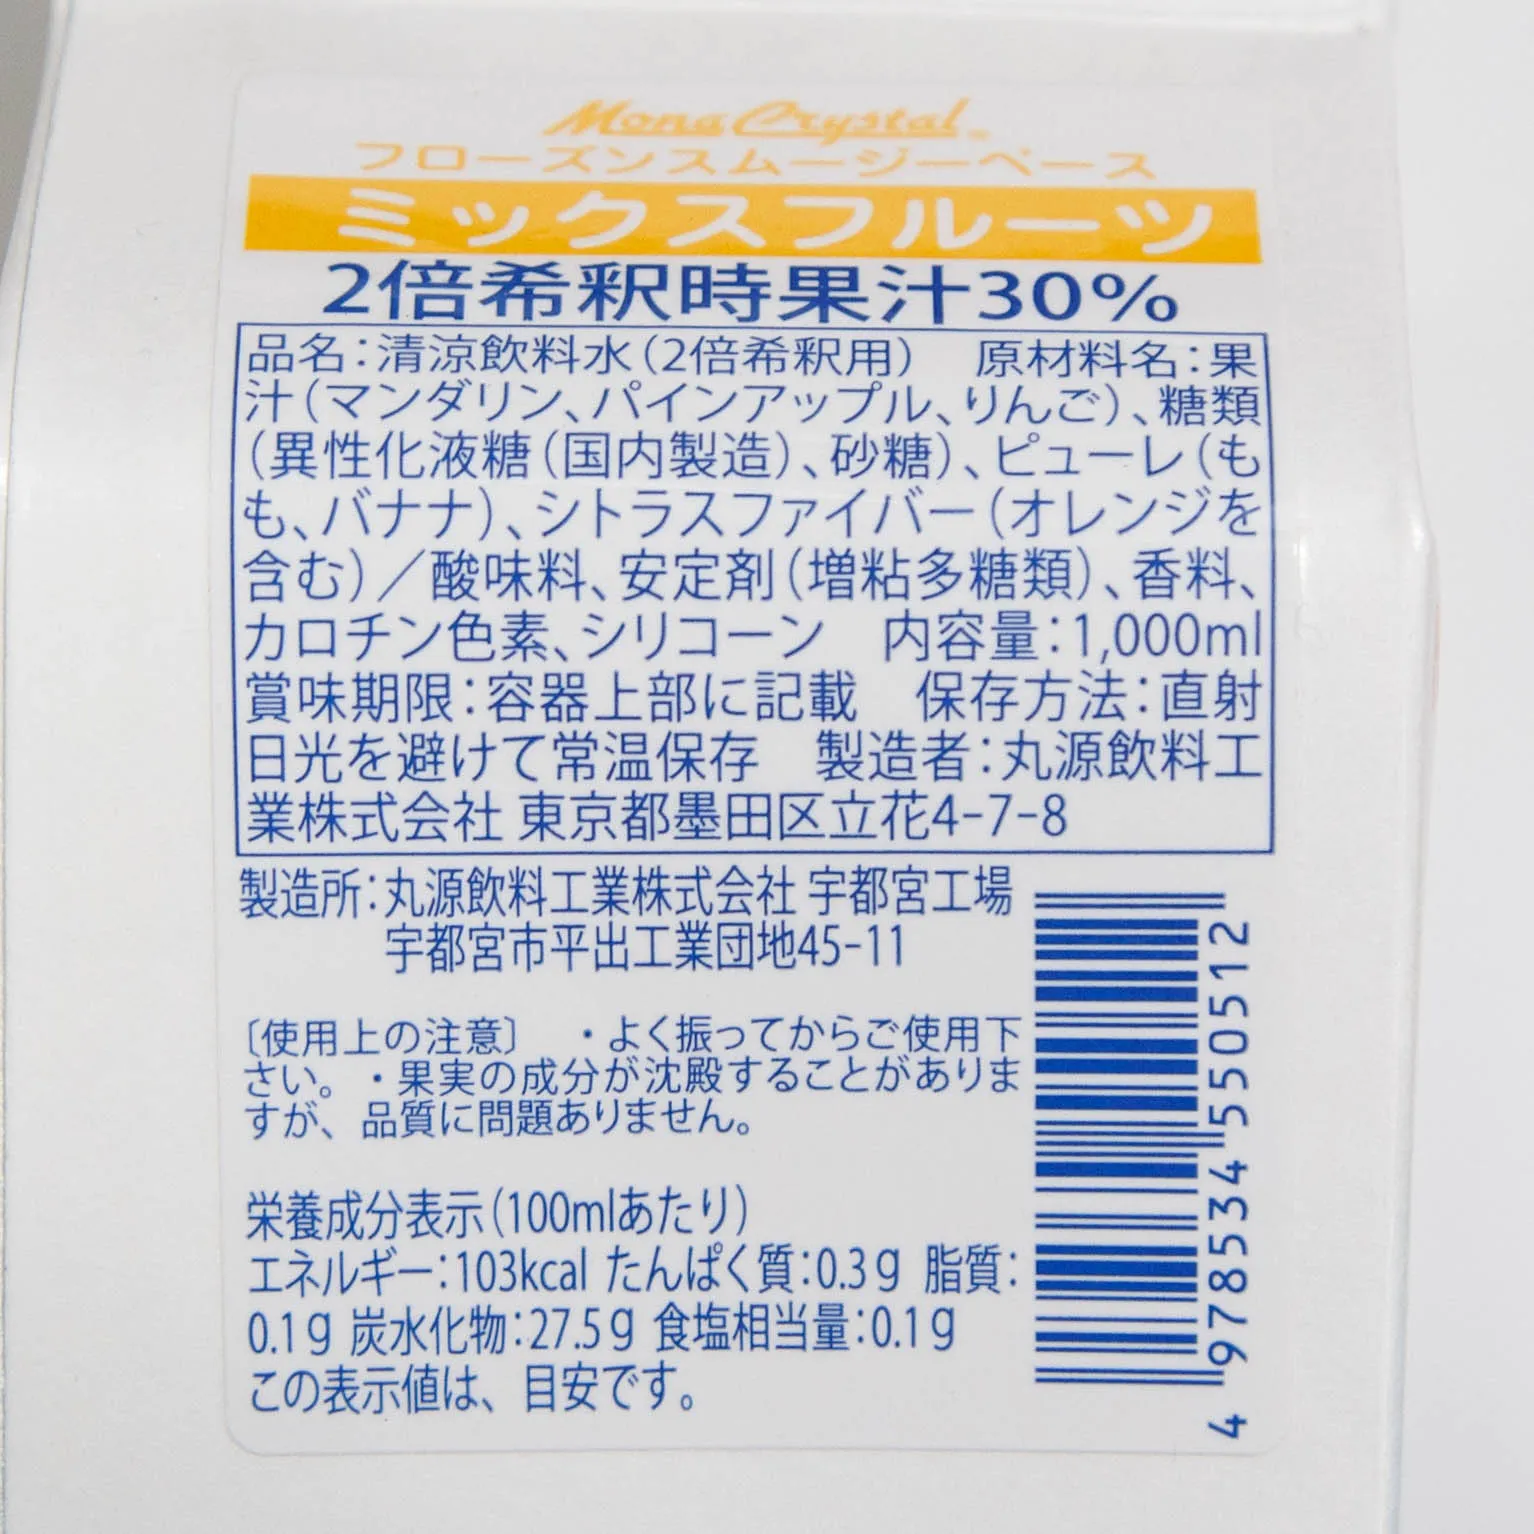 Mona Crystal
フローズンスムージーベース
ミックスフルーツ
2倍希釈時果汁30%
品名：清涼飲料水（2倍希釈用）　原材料名：果
汁（マンダリン、パインアップル、りんご）、糖類
（異性化液糖（国内製造）、砂糖）、ピューレ（も
も、バナナ）、シトラスファイバー（オレンジを
含む）／酸味料、安定剤（増粘多糖類）、香料、
カロチン色素、シリコーン　内容量：1,000ml
賞味期限：容器上部に記載　保存方法：直射
日光を避けて常温保存　製造者：丸源飲料工
業株式会社 東京都墨田区立花4-7-8
製造所：丸源飲料工業株式会社 宇都宮工場
宇都宮市平出工業団地45-11
〔使用上の注意〕　・よく振ってからご使用下
さい。・果実の成分が沈殿することがありま
すが、品質に問題ありません。
栄養成分表示（100mlあたり）
エネルギー：103kcal たんぱく質：0.3g 脂質：
0.1g 炭水化物：27.5g 食塩相当量：0.1g
この表示値は、目安です。
4 978534 550512